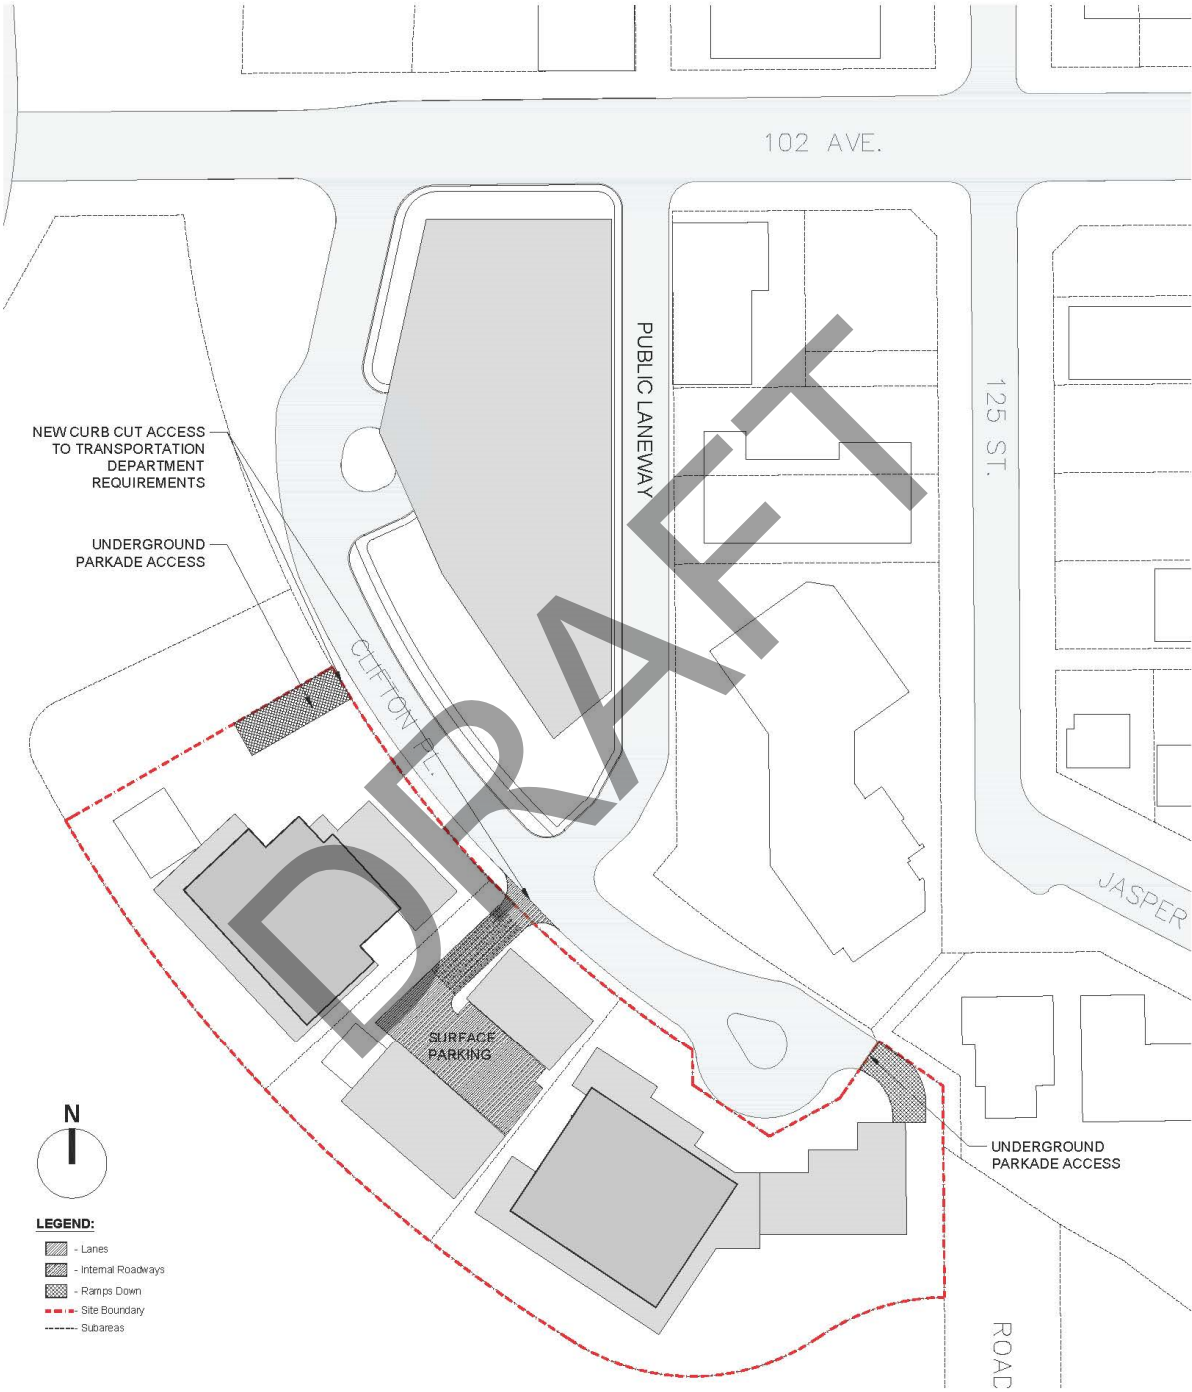 102 AVE.
PUBLIC LANEWAY
125 ST.
NEW CURB CUT ACCESS
TO TRANSPORTATION
DEPARTMENT
REQUIREMENTS
UNDERGROUND
PARKADE ACCESS
CLIFTON PL.
DRAFT
JASPER
SURFACE
PARKING
N
UNDERGROUND
PARKADE ACCESS
LEGEND:
- Lanes
- Internal Roadways
- Ramps Down
- Site Boundary
- Subareas
ROAD